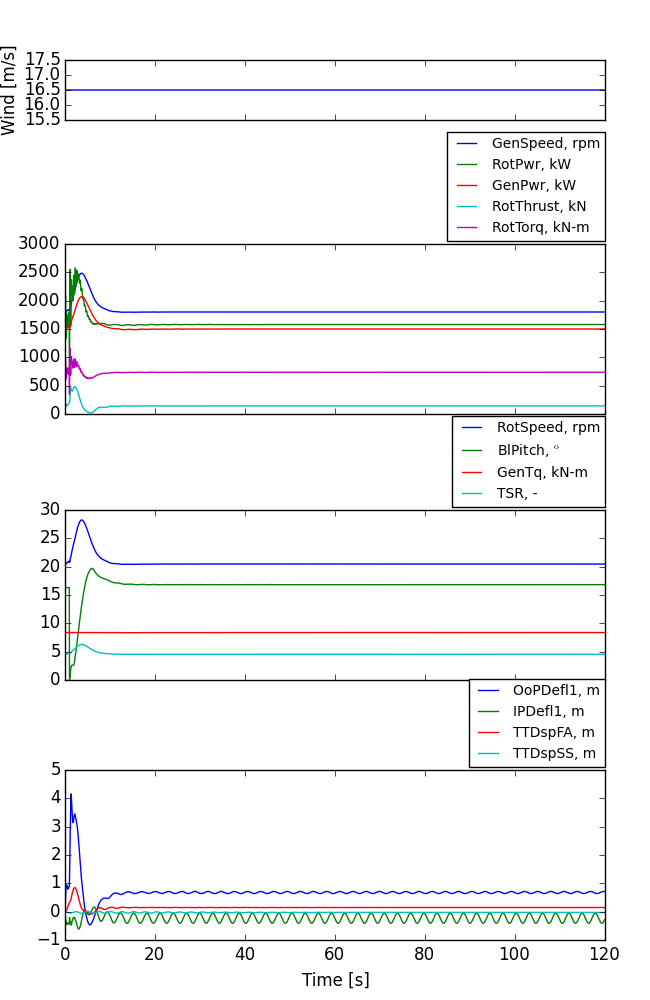 Wind [m/s]
17.5
17.0
16.5
16.0
15.5
GenSpeed, rpm
RotPwr, kW
GenPwr, kW
RotThrust, kN
RotTorq, kN-m
3000
2500
2000
1500
1000
500
0
RotSpeed, rpm
BlPitch, °
GenTq, kN-m
TSR, -
30
25
20
15
10
5
0
OoPDefl1, m
IPDefl1, m
TTDspFA, m
TTDspSS, m
5
4
3
2
1
0
−1
0 20 40 60 80 100 120
Time [s]